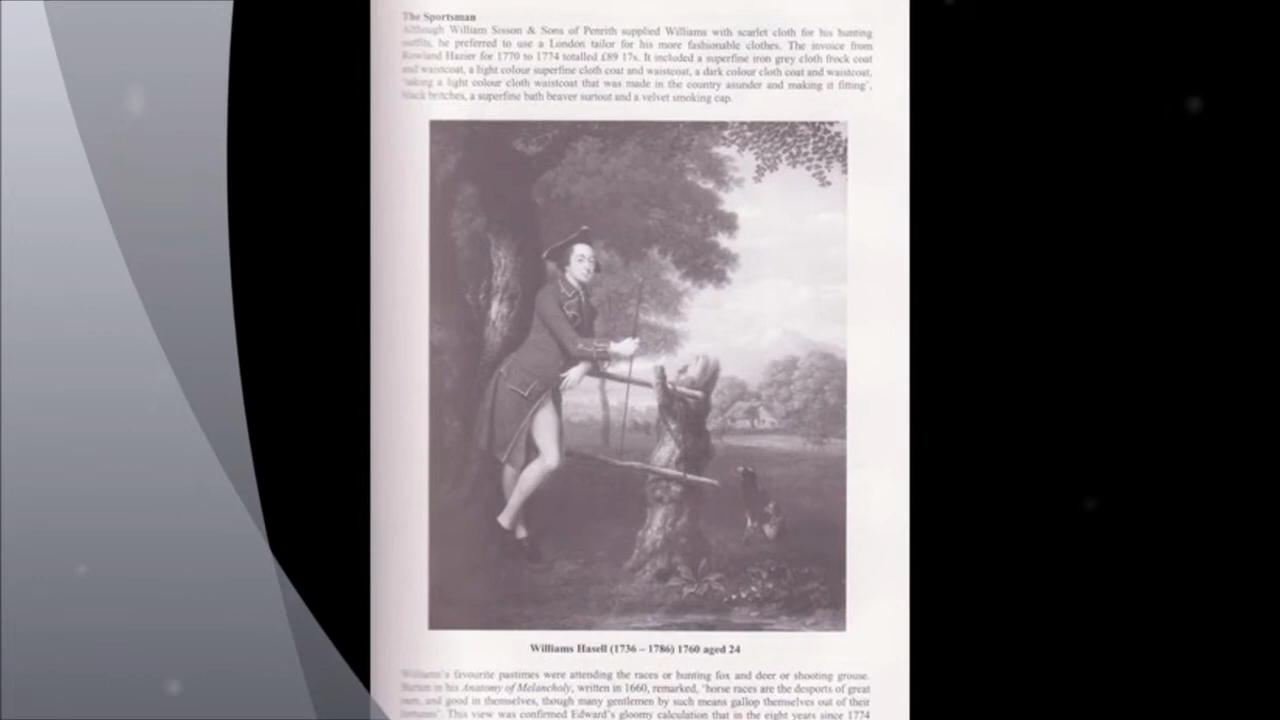 The Sportsman
Although William Sisson & Sons of Penrith supplied Williams with scarlet cloth for his hunting
outfits, he preferred to use a London tailor for his more fashionable clothes. The invoice from
Rowland Hazier for 1770 to 1774 totalled £89 17s. It included a superfine iron grey cloth frock coat
and waistcoat, a light colour superfine cloth coat and waistcoat, a dark colour cloth coat and waistcoat,
'taking a light colour cloth waistcoat that was made in the country asunder and making it fitting',
black britches, a superfine bath beaver surtout and a velvet smoking cap.
Williams Hasell (1736 – 1786) 1760 aged 24
Williams's favourite pastimes were attending the races or hunting fox and deer or shooting grouse.
Burton in his Anatomy of Melancholy, written in 1660, remarked, "horse races are the desports of great
men, and good in themselves, though many gentlemen by such means gallop themselves out of their
fortunes". This view was confirmed Edward's gloomy calculation that in the eight years since 1774